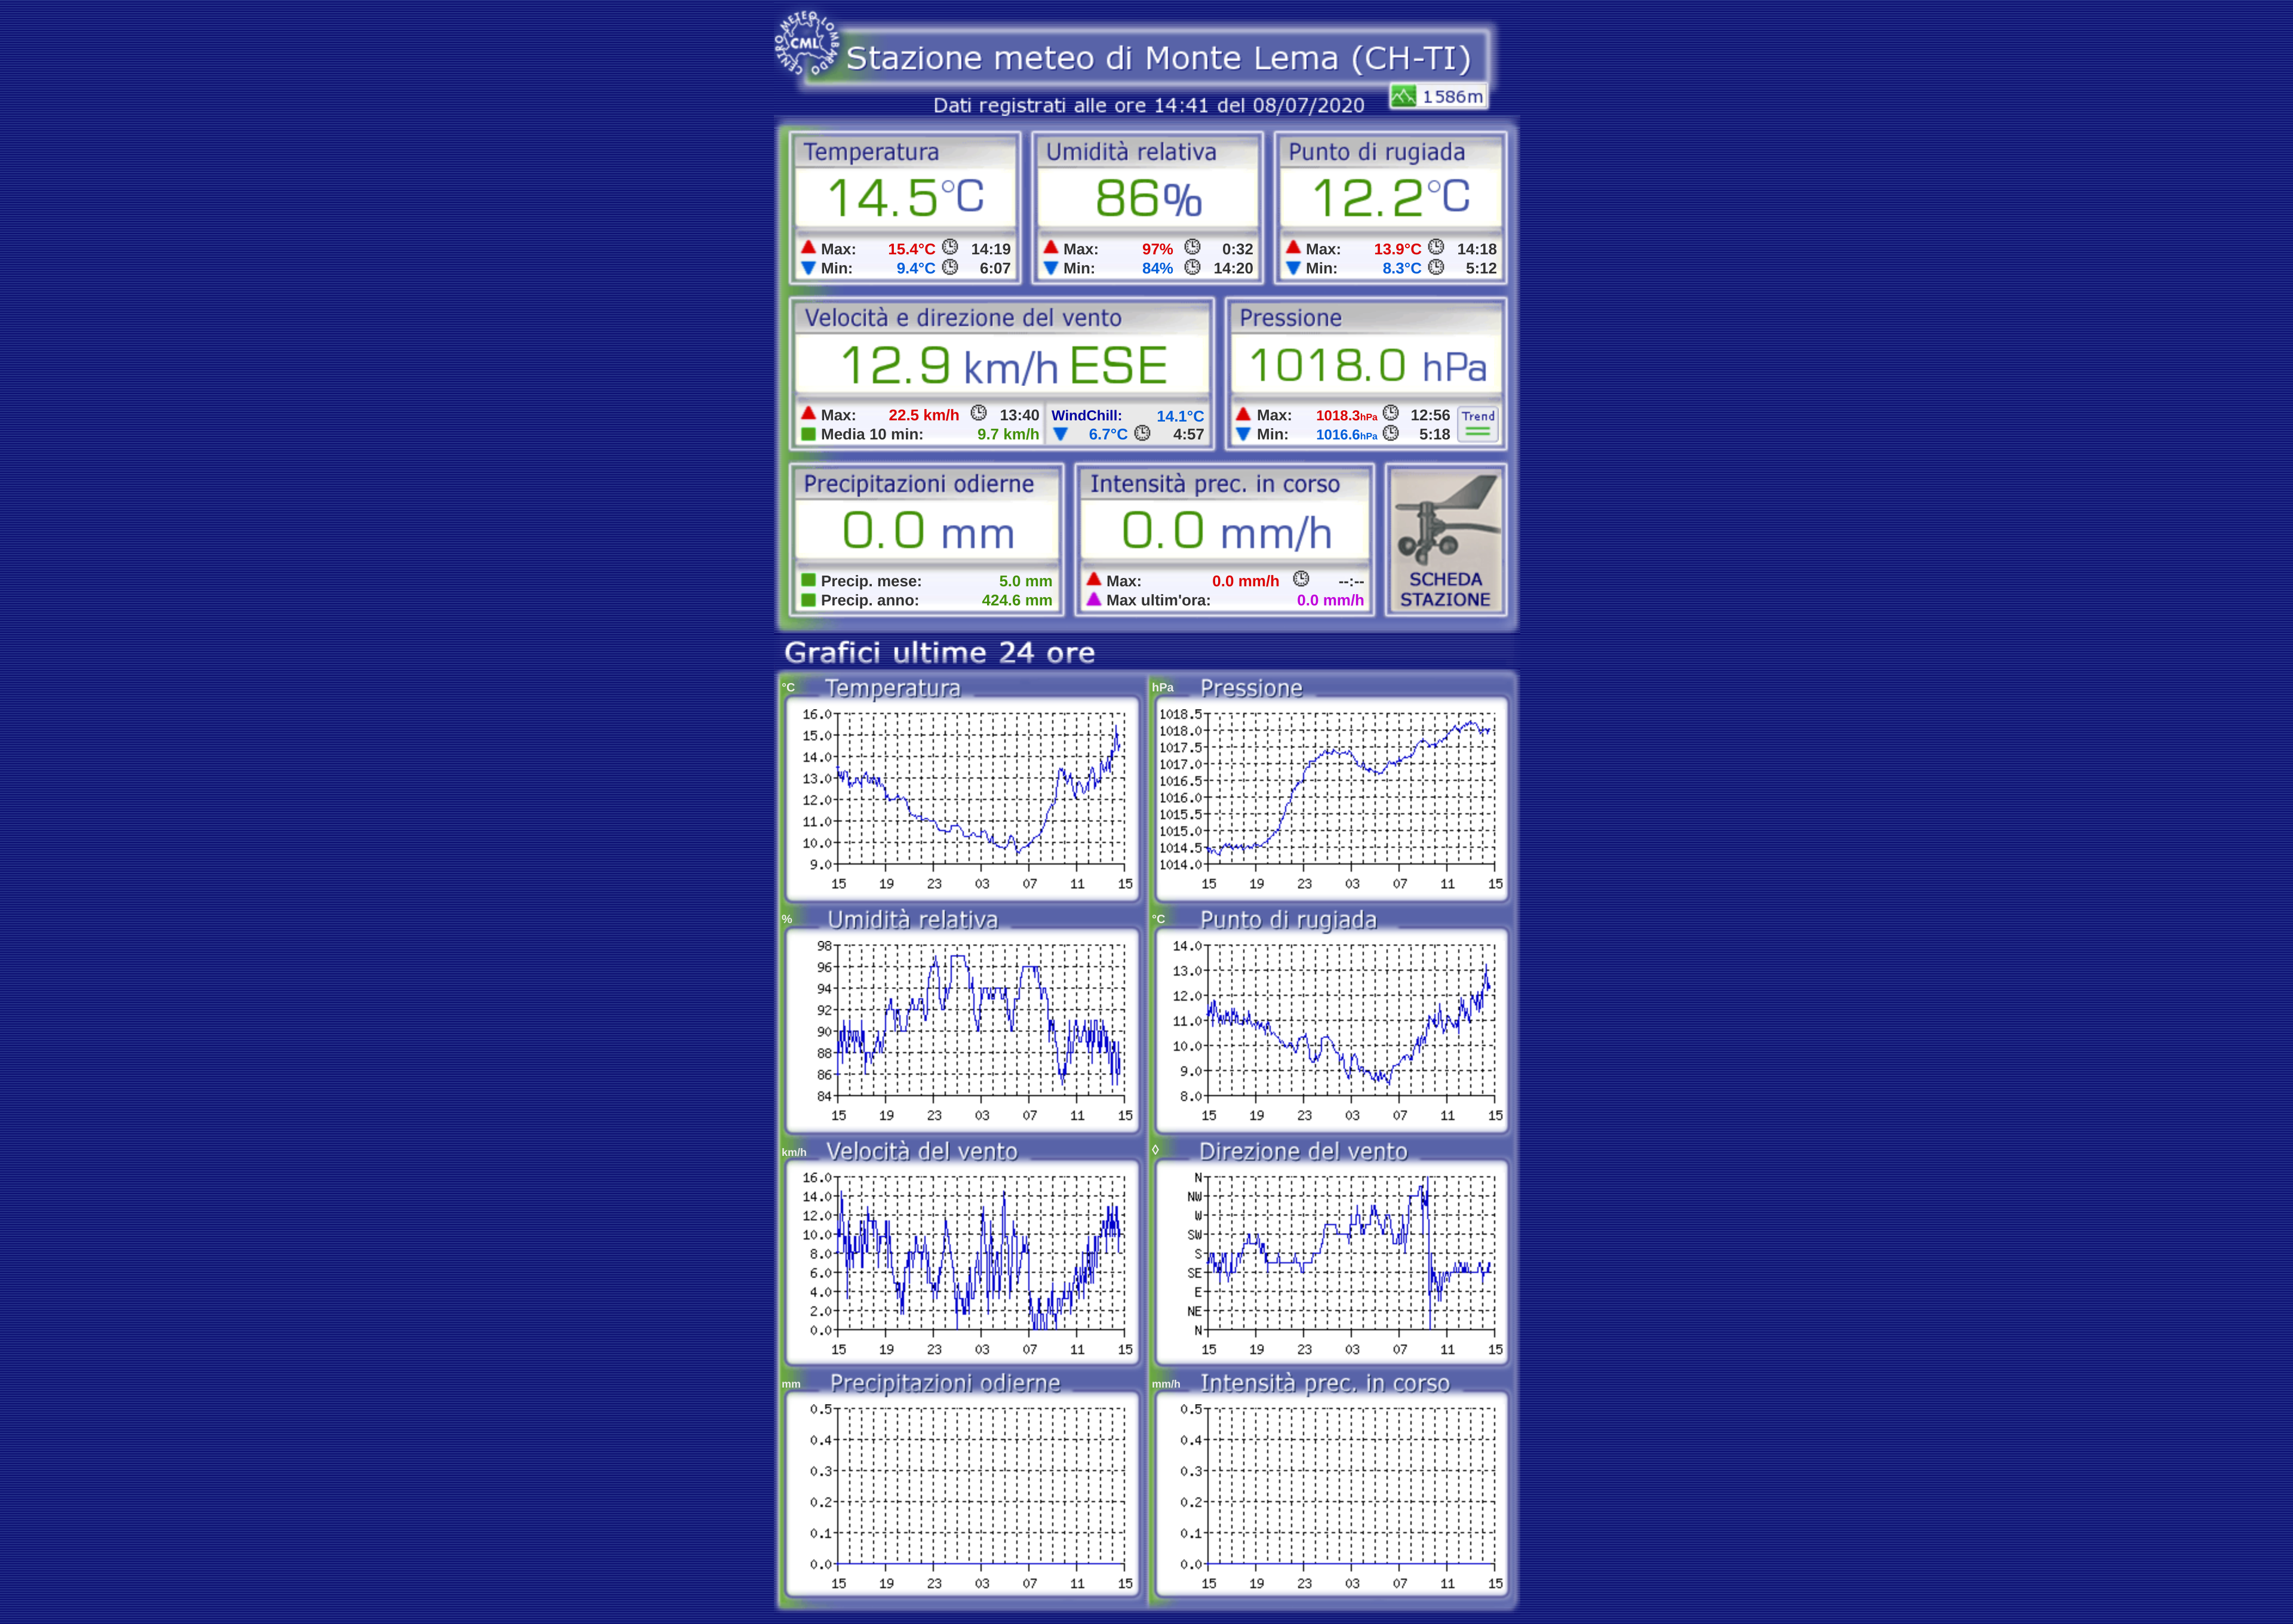 CENTRO METEO LOMBARDO
CML
Stazione meteo di Monte Lema (CH-TI)
1586m
Dati registrati alle ore 14:41 del 08/07/2020
Temperatura
14.5°C
Max: 15.4°C 14:19
Min: 9.4°C 6:07
Umidità relativa
86%
Max: 97% 0:32
Min: 84% 14:20
Punto di rugiada
12.2°C
Max: 13.9°C 14:18
Min: 8.3°C 5:12
Velocità e direzione del vento
12.9 km/h ESE
Max: 22.5 km/h 13:40
Media 10 min: 9.7 km/h
WindChill: 14.1°C
6.7°C 4:57
Pressione
1018.0 hPa
Max: 1018.3hPa 12:56
Min: 1016.6hPa 5:18
Trend
Precipitazioni odierne
0.0 mm
Precip. mese: 5.0 mm
Precip. anno: 424.6 mm
Intensità prec. in corso
0.0 mm/h
Max: 0.0 mm/h --:--
Max ultim'ora: 0.0 mm/h
SCHEDA
STAZIONE
Grafici ultime 24 ore
°C Temperatura
16.0
15.0
14.0
13.0
12.0
11.0
10.0
9.0
15 19 23 03 07 11 15
hPa Pressione
1018.5
1018.0
1017.5
1017.0
1016.5
1016.0
1015.5
1015.0
1014.5
1014.0
15 19 23 03 07 11 15
% Umidità relativa
98
96
94
92
90
88
86
84
15 19 23 03 07 11 15
°C Punto di rugiada
14.0
13.0
12.0
11.0
10.0
9.0
8.0
15 19 23 03 07 11 15
km/h Velocità del vento
16.0
14.0
12.0
10.0
8.0
6.0
4.0
2.0
0.0
15 19 23 03 07 11 15
◊ Direzione del vento
N
NW
W
SW
S
SE
E
NE
N
15 19 23 03 07 11 15
mm Precipitazioni odierne
0.5
0.4
0.3
0.2
0.1
0.0
15 19 23 03 07 11 15
mm/h Intensità prec. in corso
0.5
0.4
0.3
0.2
0.1
0.0
15 19 23 03 07 11 15